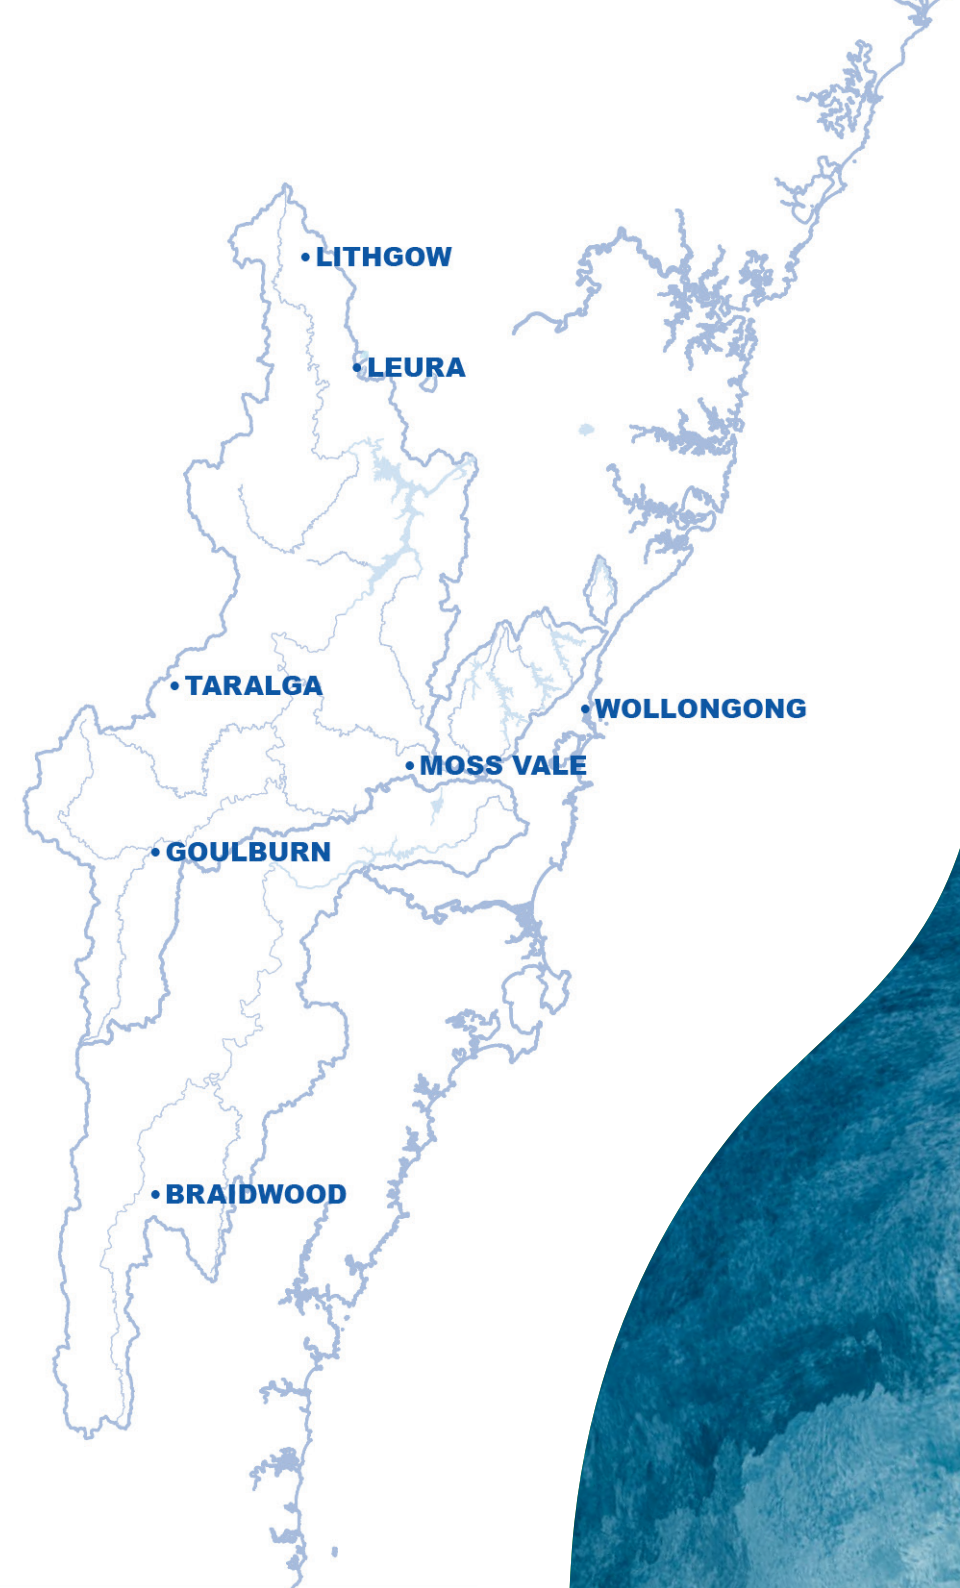 • LITHGOW
• LEURA
• TARALGA
• WOLLONGONG
• MOSS VALE
• GOULBURN
• BRAIDWOOD